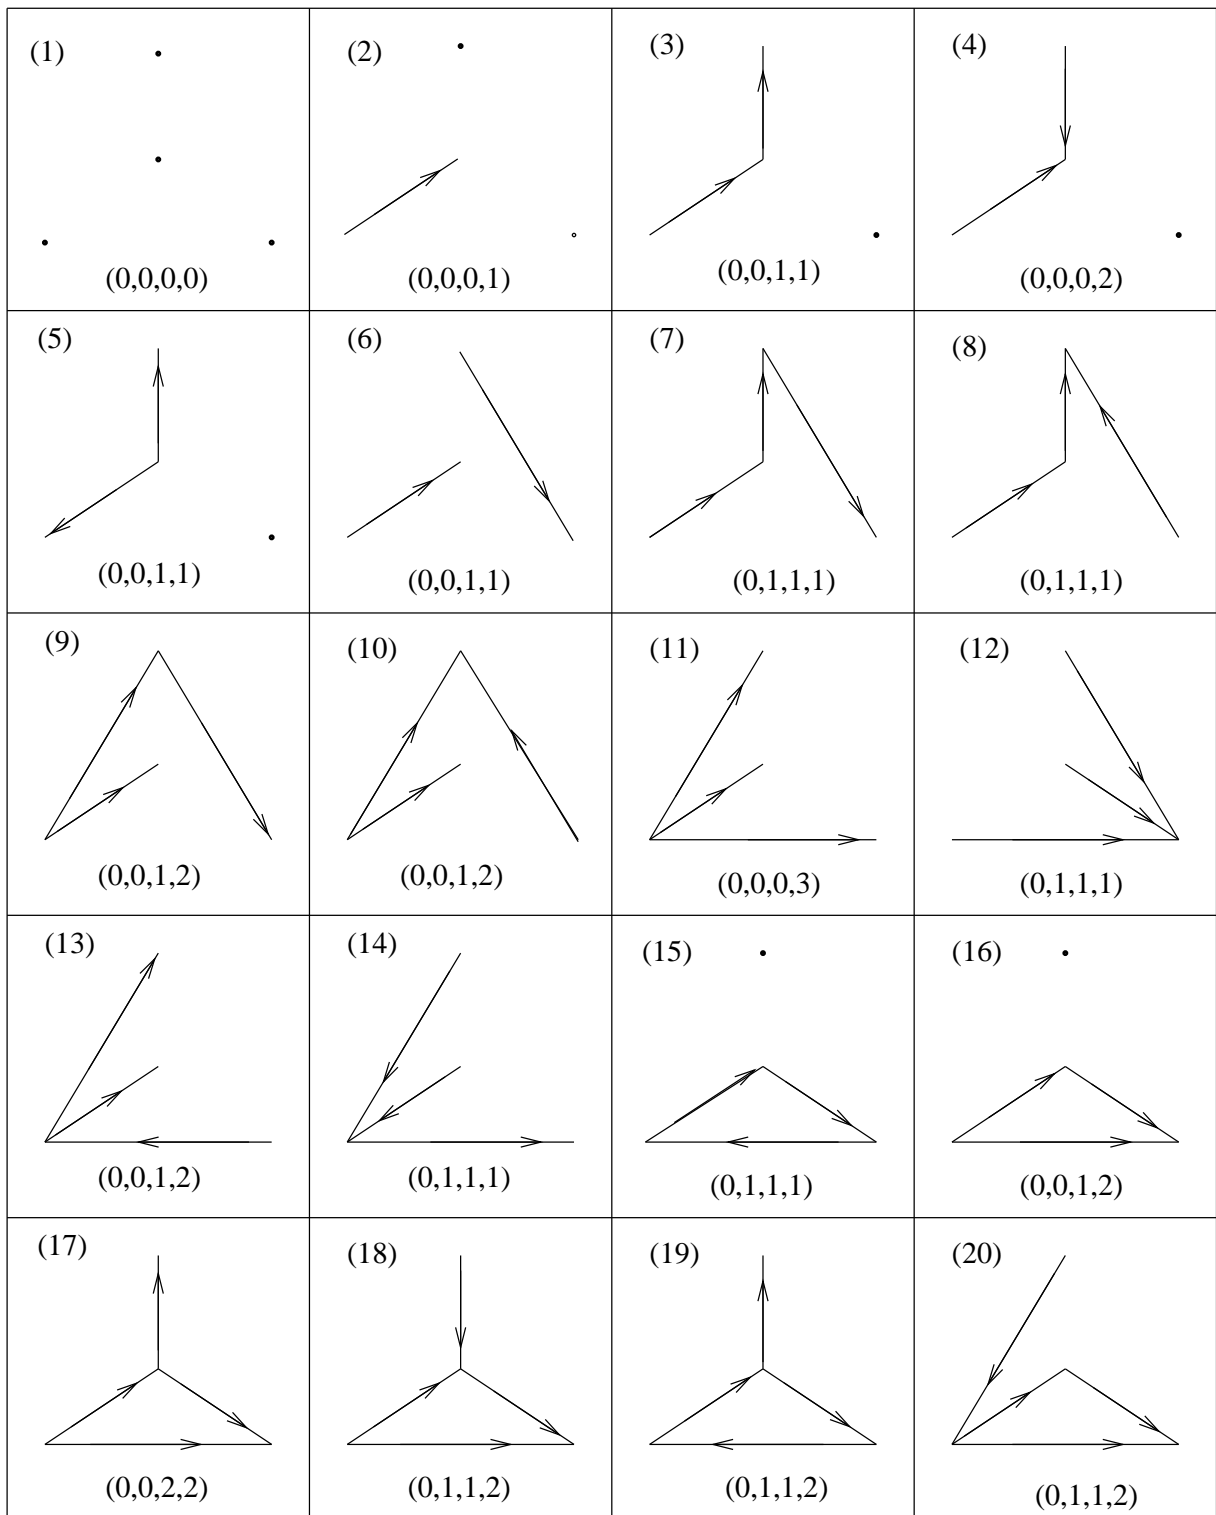 (1) (2) (3) (4)
(0,0,0,0) (0,0,0,1) (0,0,1,1) (0,0,0,2)
(5) (6) (7) (8)
(0,0,1,1) (0,0,1,1) (0,1,1,1) (0,1,1,1)
(9) (10) (11) (12)
(0,0,1,2) (0,0,1,2) (0,0,0,3) (0,1,1,1)
(13) (14) (15) (16)
(0,0,1,2) (0,1,1,1) (0,1,1,1) (0,0,1,2)
(17) (18) (19) (20)
(0,0,2,2) (0,1,1,2) (0,1,1,2) (0,1,1,2)